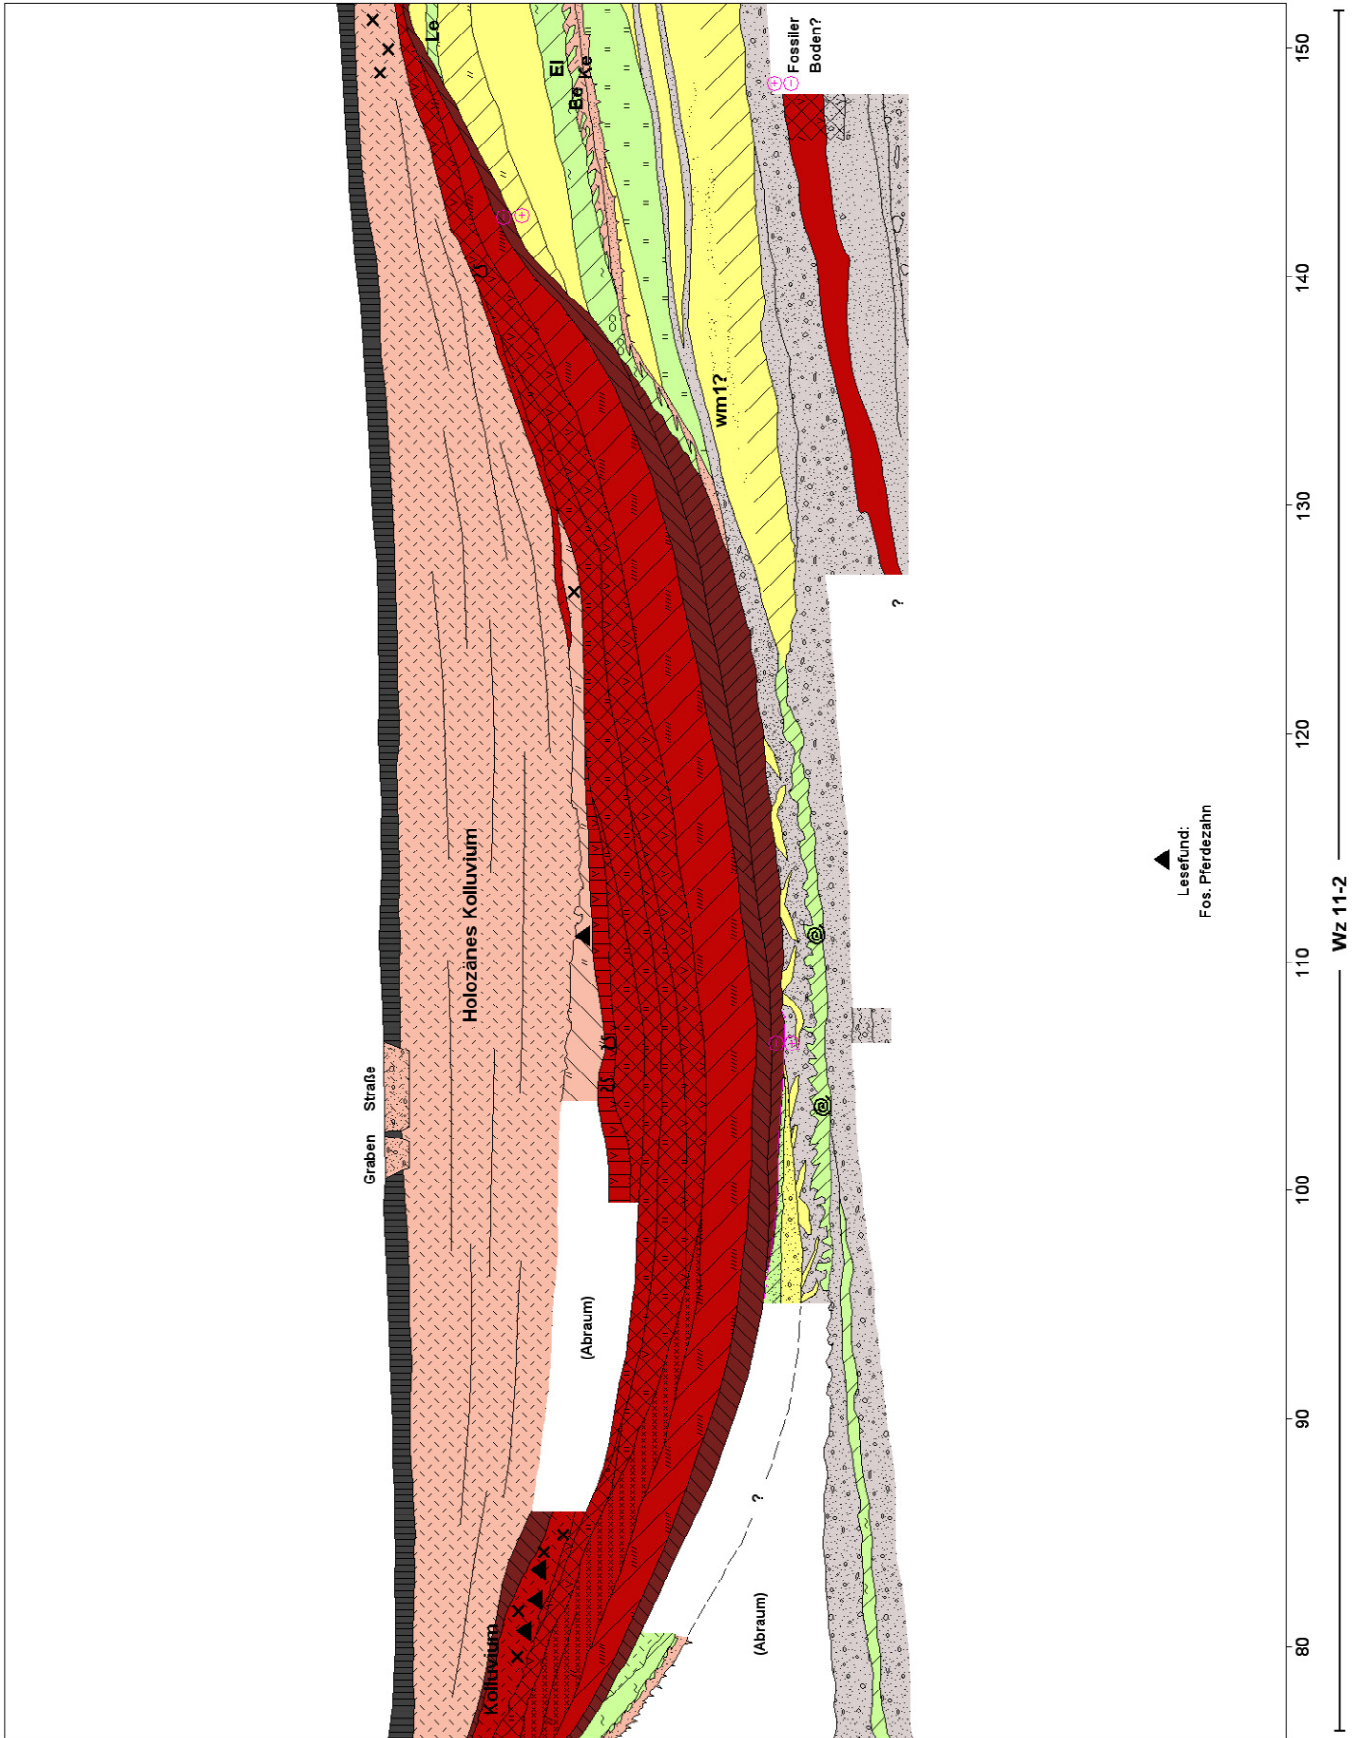 Le
El
Be
Ke
Fossiler
Boden?
wm1?
Holozänes Kolluvium
Straße
Graben
(Abraum)
Kolluvium
?
(Abraum)
?
Lesefund:
Fos. Pferdezahn
150
140
130
120
110
100
90
80
Wz 11-2